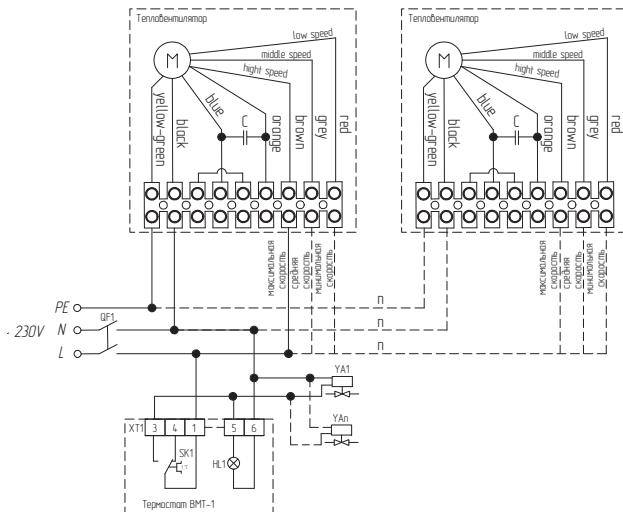 Тепловентилятор
M
low speed
middle speed
hight speed
yellow-green
black
blue
C
orange
brown
grey
red
максимальная
скорость
средняя
скорость
минимальная
скорость
Тепловентилятор
M
low speed
middle speed
hight speed
yellow-green
black
blue
C
orange
brown
grey
red
максимальная
скорость
средняя
скорость
минимальная
скорость
PE
n
QF1
~ 230V N
n
L
n
YA1
YAn
XT1 3 4 1 5 6
SK1
t°C
HL1
Термостат BMT-1